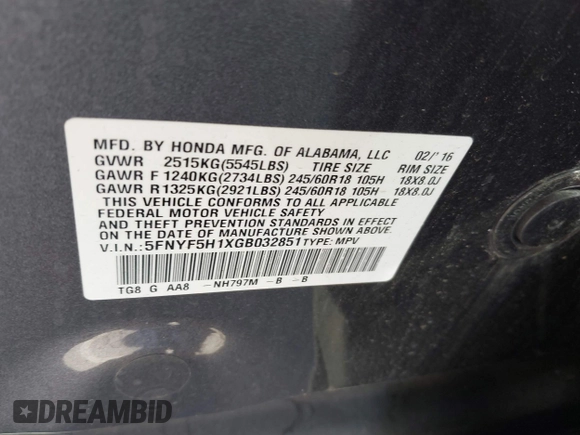 MFD. BY HONDA MFG. OF ALABAMA, LLC 02/'16
GVWR 2515KG(5545LBS) TIRE SIZE RIM SIZE
GAWR F 1240KG(2734LBS) 245/60R18 105H 18X8.0J
GAWR R 1325KG(2921LBS) 245/60R18 105H 18X8.0J
THIS VEHICLE CONFORMS TO ALL APPLICABLE
FEDERAL MOTOR VEHICLE SAFETY
AND THEFT PREVENTION STANDARDS IN EFFECT ON THE
DATE OF MANUFACTURE SHOWN ABOVE.
V.I.N.: 5FNYF5H1XGB032851 TYPE: MPV
TG8 G AA8 -NH797M -B -B
DREAMBID